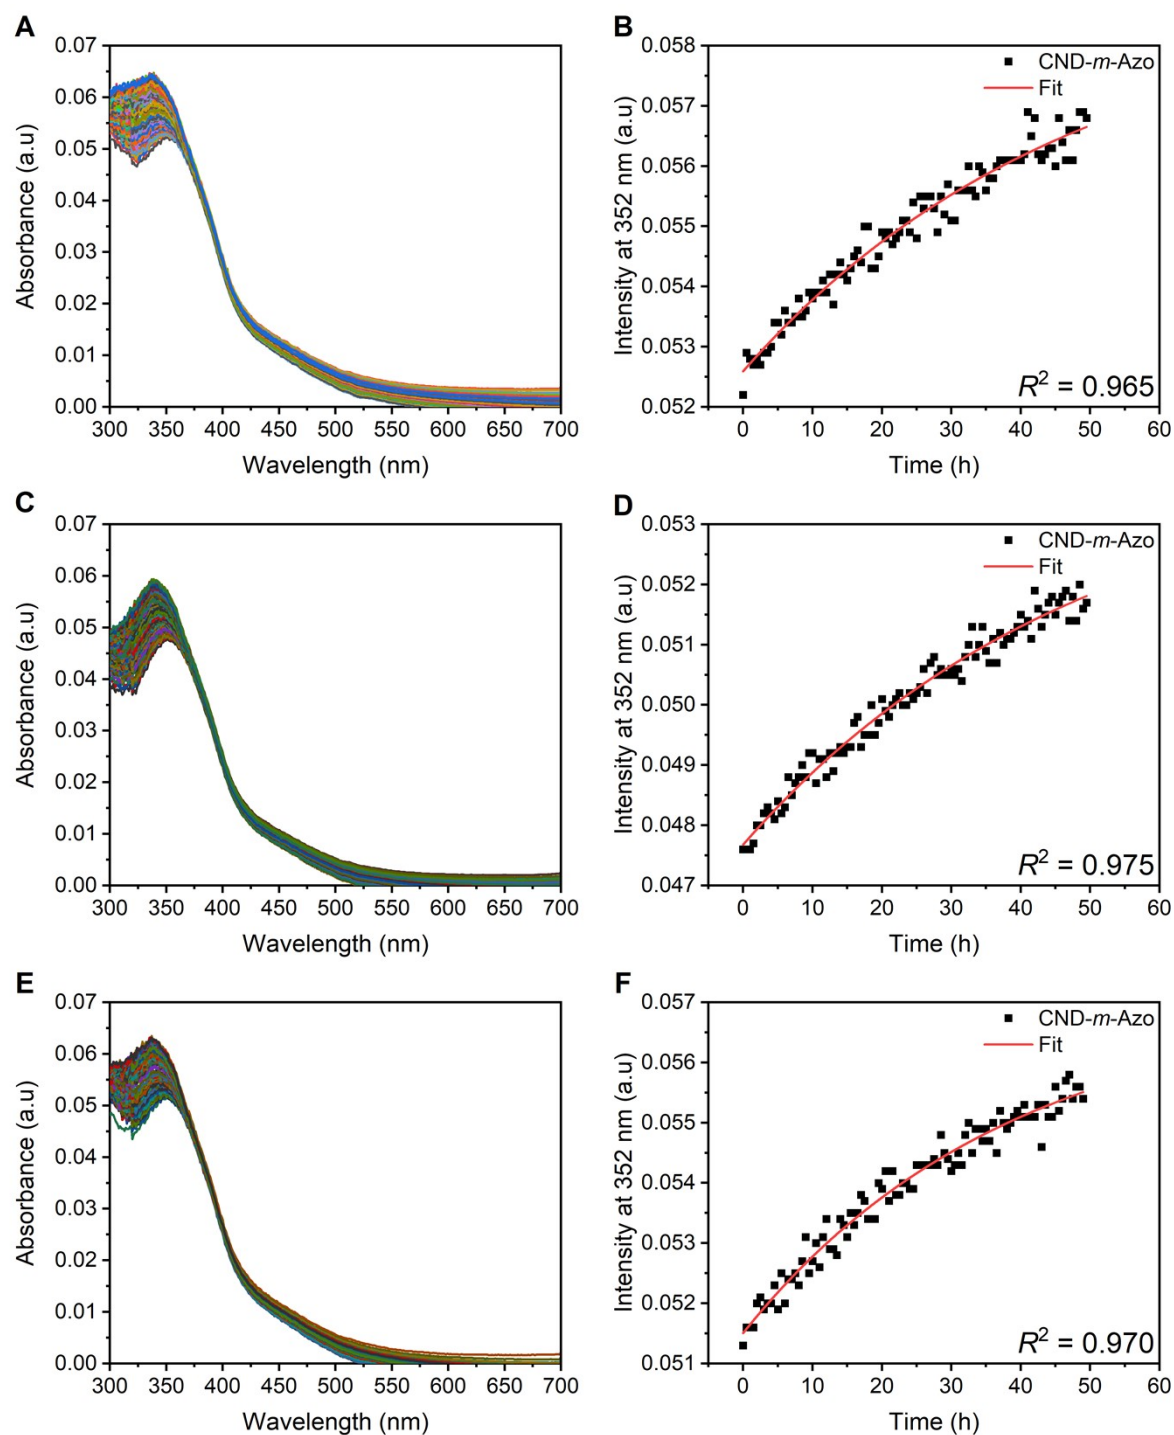 A
0.07
0.06
0.05
0.04
0.03
0.02
0.01
0.00
Absorbance (a.u)
300 350 400 450 500 550 600 650 700
Wavelength (nm)
B
0.058
0.057
0.056
0.055
0.054
0.053
0.052
Intensity at 352 nm (a.u)
CND-m-Azo
Fit
R² = 0.965
0 10 20 30 40 50 60
Time (h)
C
0.07
0.06
0.05
0.04
0.03
0.02
0.01
0.00
Absorbance (a.u)
300 350 400 450 500 550 600 650 700
Wavelength (nm)
D
0.053
0.052
0.051
0.050
0.049
0.048
0.047
Intensity at 352 nm (a.u)
CND-m-Azo
Fit
R² = 0.975
0 10 20 30 40 50 60
Time (h)
E
0.07
0.06
0.05
0.04
0.03
0.02
0.01
0.00
Absorbance (a.u)
300 350 400 450 500 550 600 650 700
Wavelength (nm)
F
0.057
0.056
0.055
0.054
0.053
0.052
0.051
Intensity at 352 nm (a.u)
CND-m-Azo
Fit
R² = 0.970
0 10 20 30 40 50 60
Time (h)